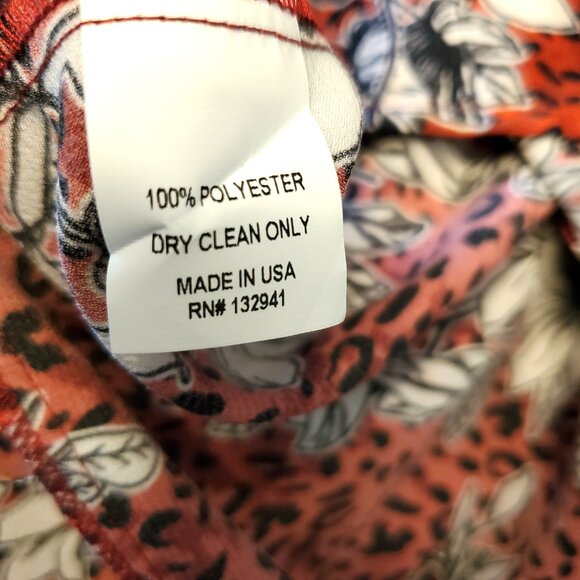 100% POLYESTER
DRY CLEAN ONLY
MADE IN USA
RN# 132941